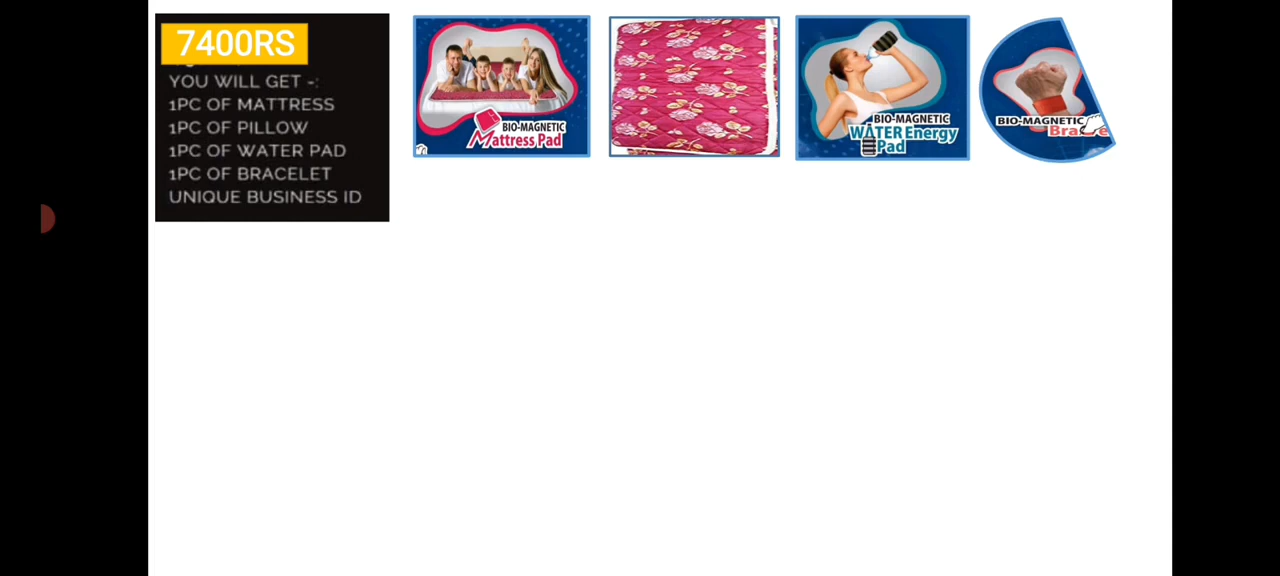 7400RS
YOU WILL GET -:
1PC OF MATTRESS
1PC OF PILLOW
1PC OF WATER PAD
1PC OF BRACELET
UNIQUE BUSINESS ID
BIO-MAGNETIC
Mattress Pad
BIO-MAGNETIC
WATER Energy
Pad
BIO-MAGNETIC